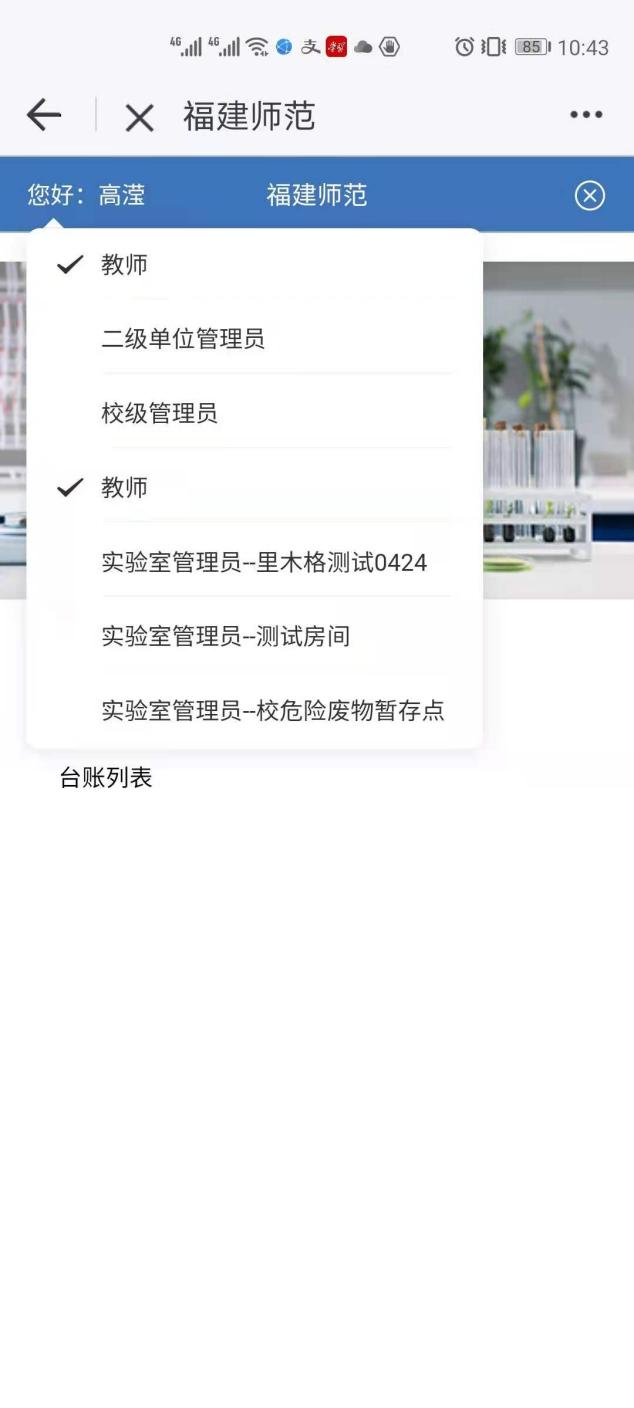 4G 4G 支 85 10:43
福建师范
您好：高滢 福建师范
教师
二级单位管理员
校级管理员
教师
实验室管理员--里木格测试0424
实验室管理员--测试房间
实验室管理员--校危险废物暂存点
台账列表